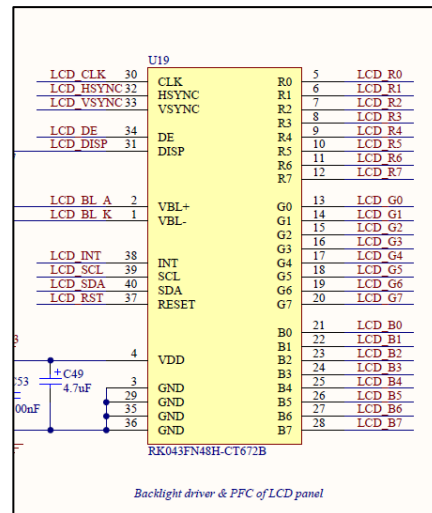 U19
LCD_CLK 30 CLK R0 5 LCD_R0
LCD_HSYNC 32 HSYNC R1 6 LCD_R1
LCD_VSYNC 33 VSYNC R2 7 LCD_R2
R3 8 LCD_R3
LCD_DE 34 DE R4 9 LCD_R4
LCD_DISP 31 DISP R5 10 LCD_R5
R6 11 LCD_R6
R7 12 LCD_R7
LCD_BL_A 2 VBL+ G0 13 LCD_G0
LCD_BL_K 1 VBL- G1 14 LCD_G1
G2 15 LCD_G2
G3 16 LCD_G3
LCD_INT 38 INT G4 17 LCD_G4
LCD_SCL 39 SCL G5 18 LCD_G5
LCD_SDA 40 SDA G6 19 LCD_G6
LCD_RST 37 RESET G7 20 LCD_G7
B0 21 LCD_B0
B1 22 LCD_B1
4 VDD B2 23 LCD_B2
B3 24 LCD_B3
+ C49 3 GND B4 25 LCD_B4
C53 4.7uF 29 GND B5 26 LCD_B5
00nF 35 GND B6 27 LCD_B6
36 GND B7 28 LCD_B7
RK043FN48H-CT672B
Backlight driver & PFC of LCD panel